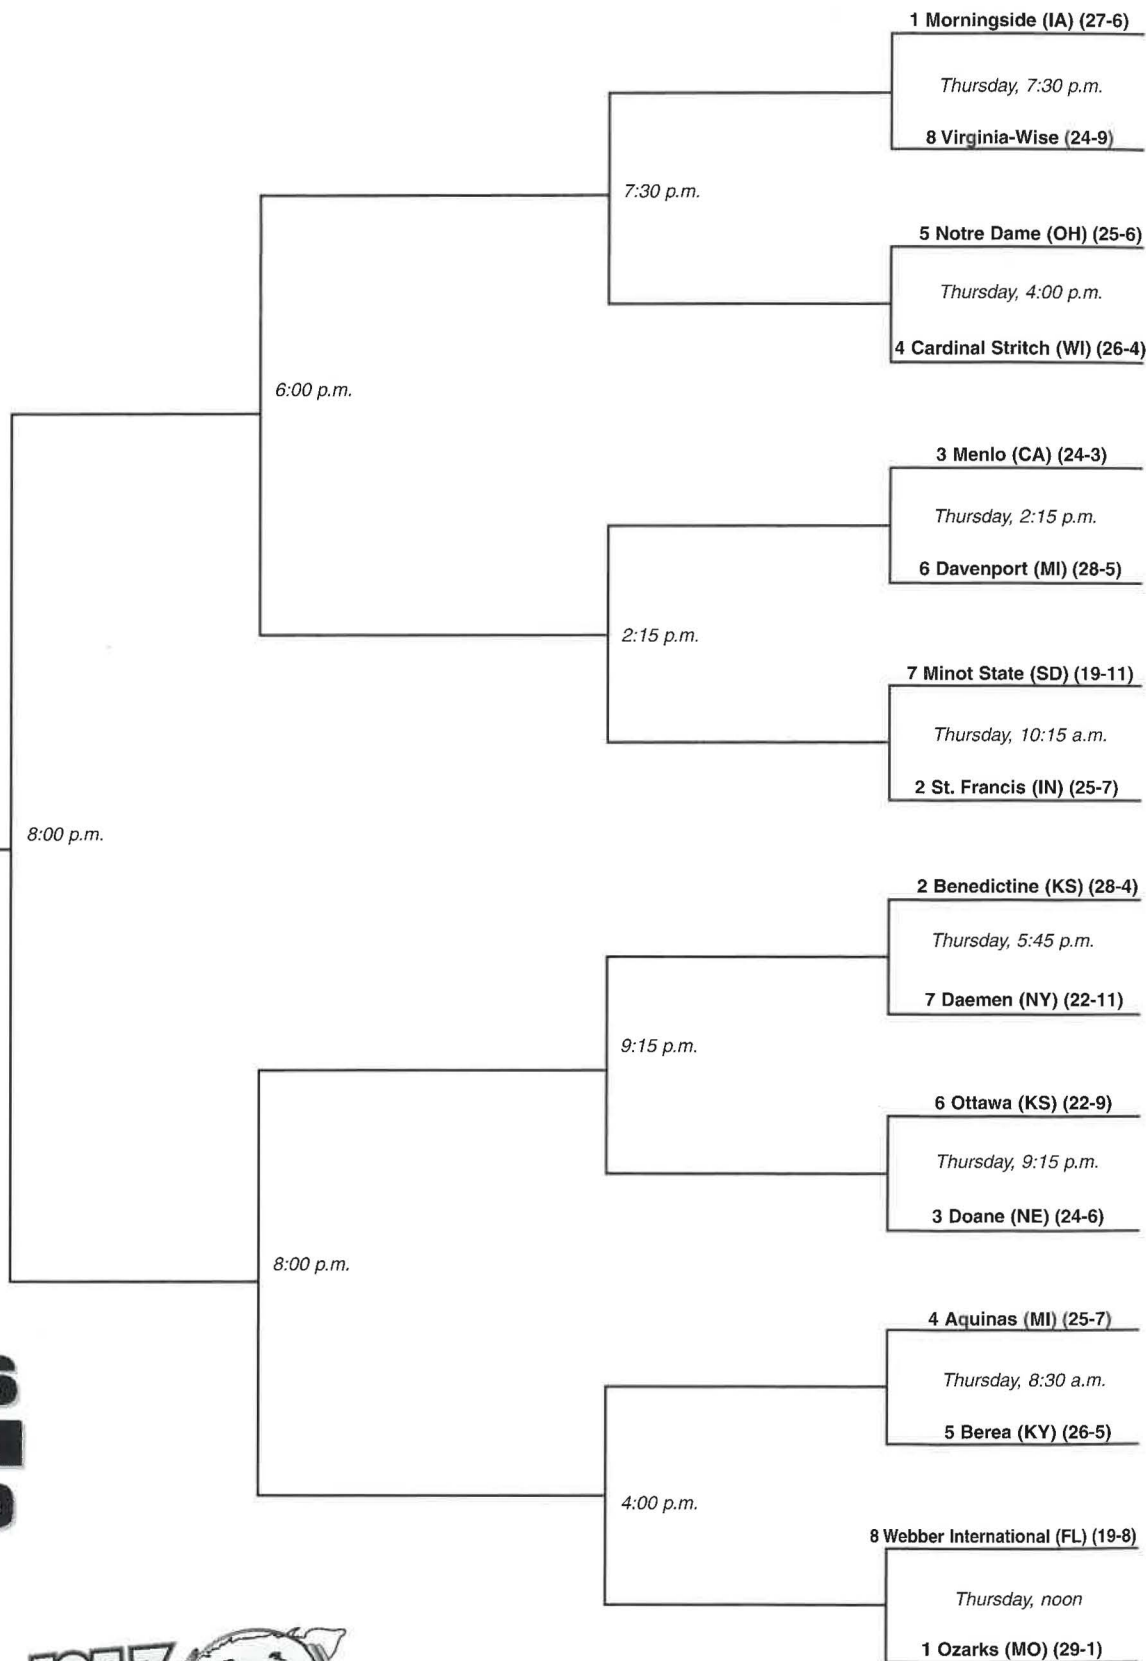 1 Morningside (IA) (27-6)
Thursday, 7:30 p.m.
8 Virginia-Wise (24-9)
7:30 p.m.
5 Notre Dame (OH) (25-6)
Thursday, 4:00 p.m.
4 Cardinal Stritch (WI) (26-4)
6:00 p.m.
3 Menlo (CA) (24-3)
Thursday, 2:15 p.m.
6 Davenport (MI) (28-5)
2:15 p.m.
7 Minot State (SD) (19-11)
Thursday, 10:15 a.m.
2 St. Francis (IN) (25-7)
8:00 p.m.
2 Benedictine (KS) (28-4)
Thursday, 5:45 p.m.
7 Daemen (NY) (22-11)
9:15 p.m.
6 Ottawa (KS) (22-9)
Thursday, 9:15 p.m.
3 Doane (NE) (24-6)
8:00 p.m.
4 Aquinas (MI) (25-7)
Thursday, 8:30 a.m.
5 Berea (KY) (26-5)
4:00 p.m.
8 Webber International (FL) (19-8)
Thursday, noon
1 Ozarks (MO) (29-1)